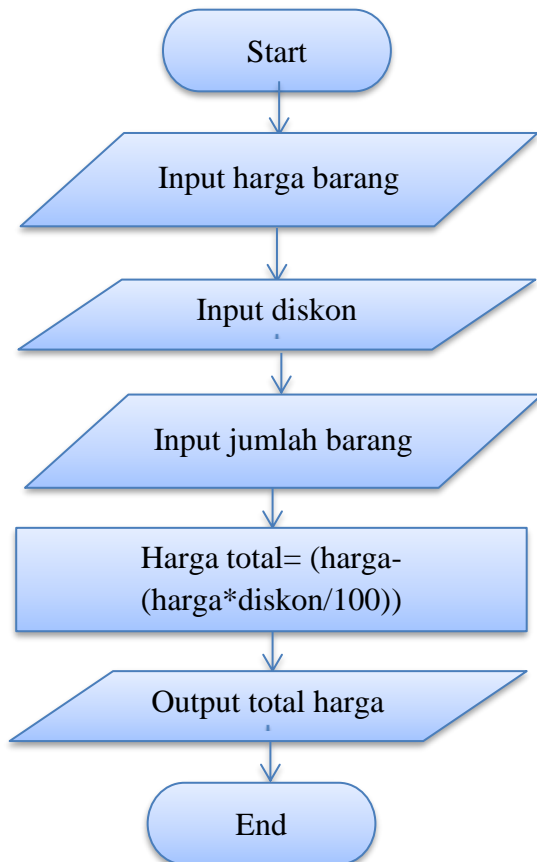 Start
Input harga barang
Input diskon
Input jumlah barang
Harga total= (harga-
(harga*diskon/100))
Output total harga
End